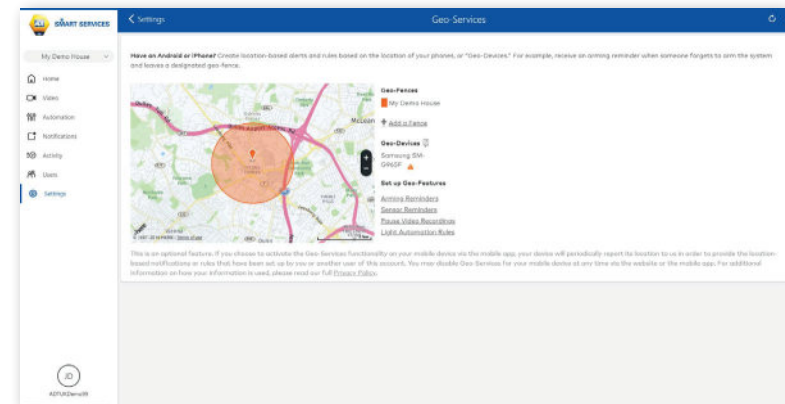 SMART SERVICES
Settings
Geo-Services
My Demo House
Home
Video
Automation
Notifications
Activity
Users
Settings
Have an Android or iPhone? Create location-based alerts and rules based on the location of your phones, or "Geo-Devices." For example, receive an arming reminder when someone forgets to arm the system
and leaves a designated geo-fence.
McLean
Geo-Fences
My Demo House
+ Add a Fence
Geo-Devices
Samsung SM-
G965F
Set up Geo-Features
Arming Reminders
Sensor Reminders
Pause Video Recordings
Light Automation Rules
This is an optional feature. If you choose to activate the Geo-Services functionality on your mobile device via the mobile app, your device will periodically report its location to us in order to provide the location-
based notifications or rules that have been set up by you or another user of this account. You may disable Geo-Services for your mobile device at any time via the website or the mobile app. For additional
information on how your information is used, please read our full Privacy Policy.
JD